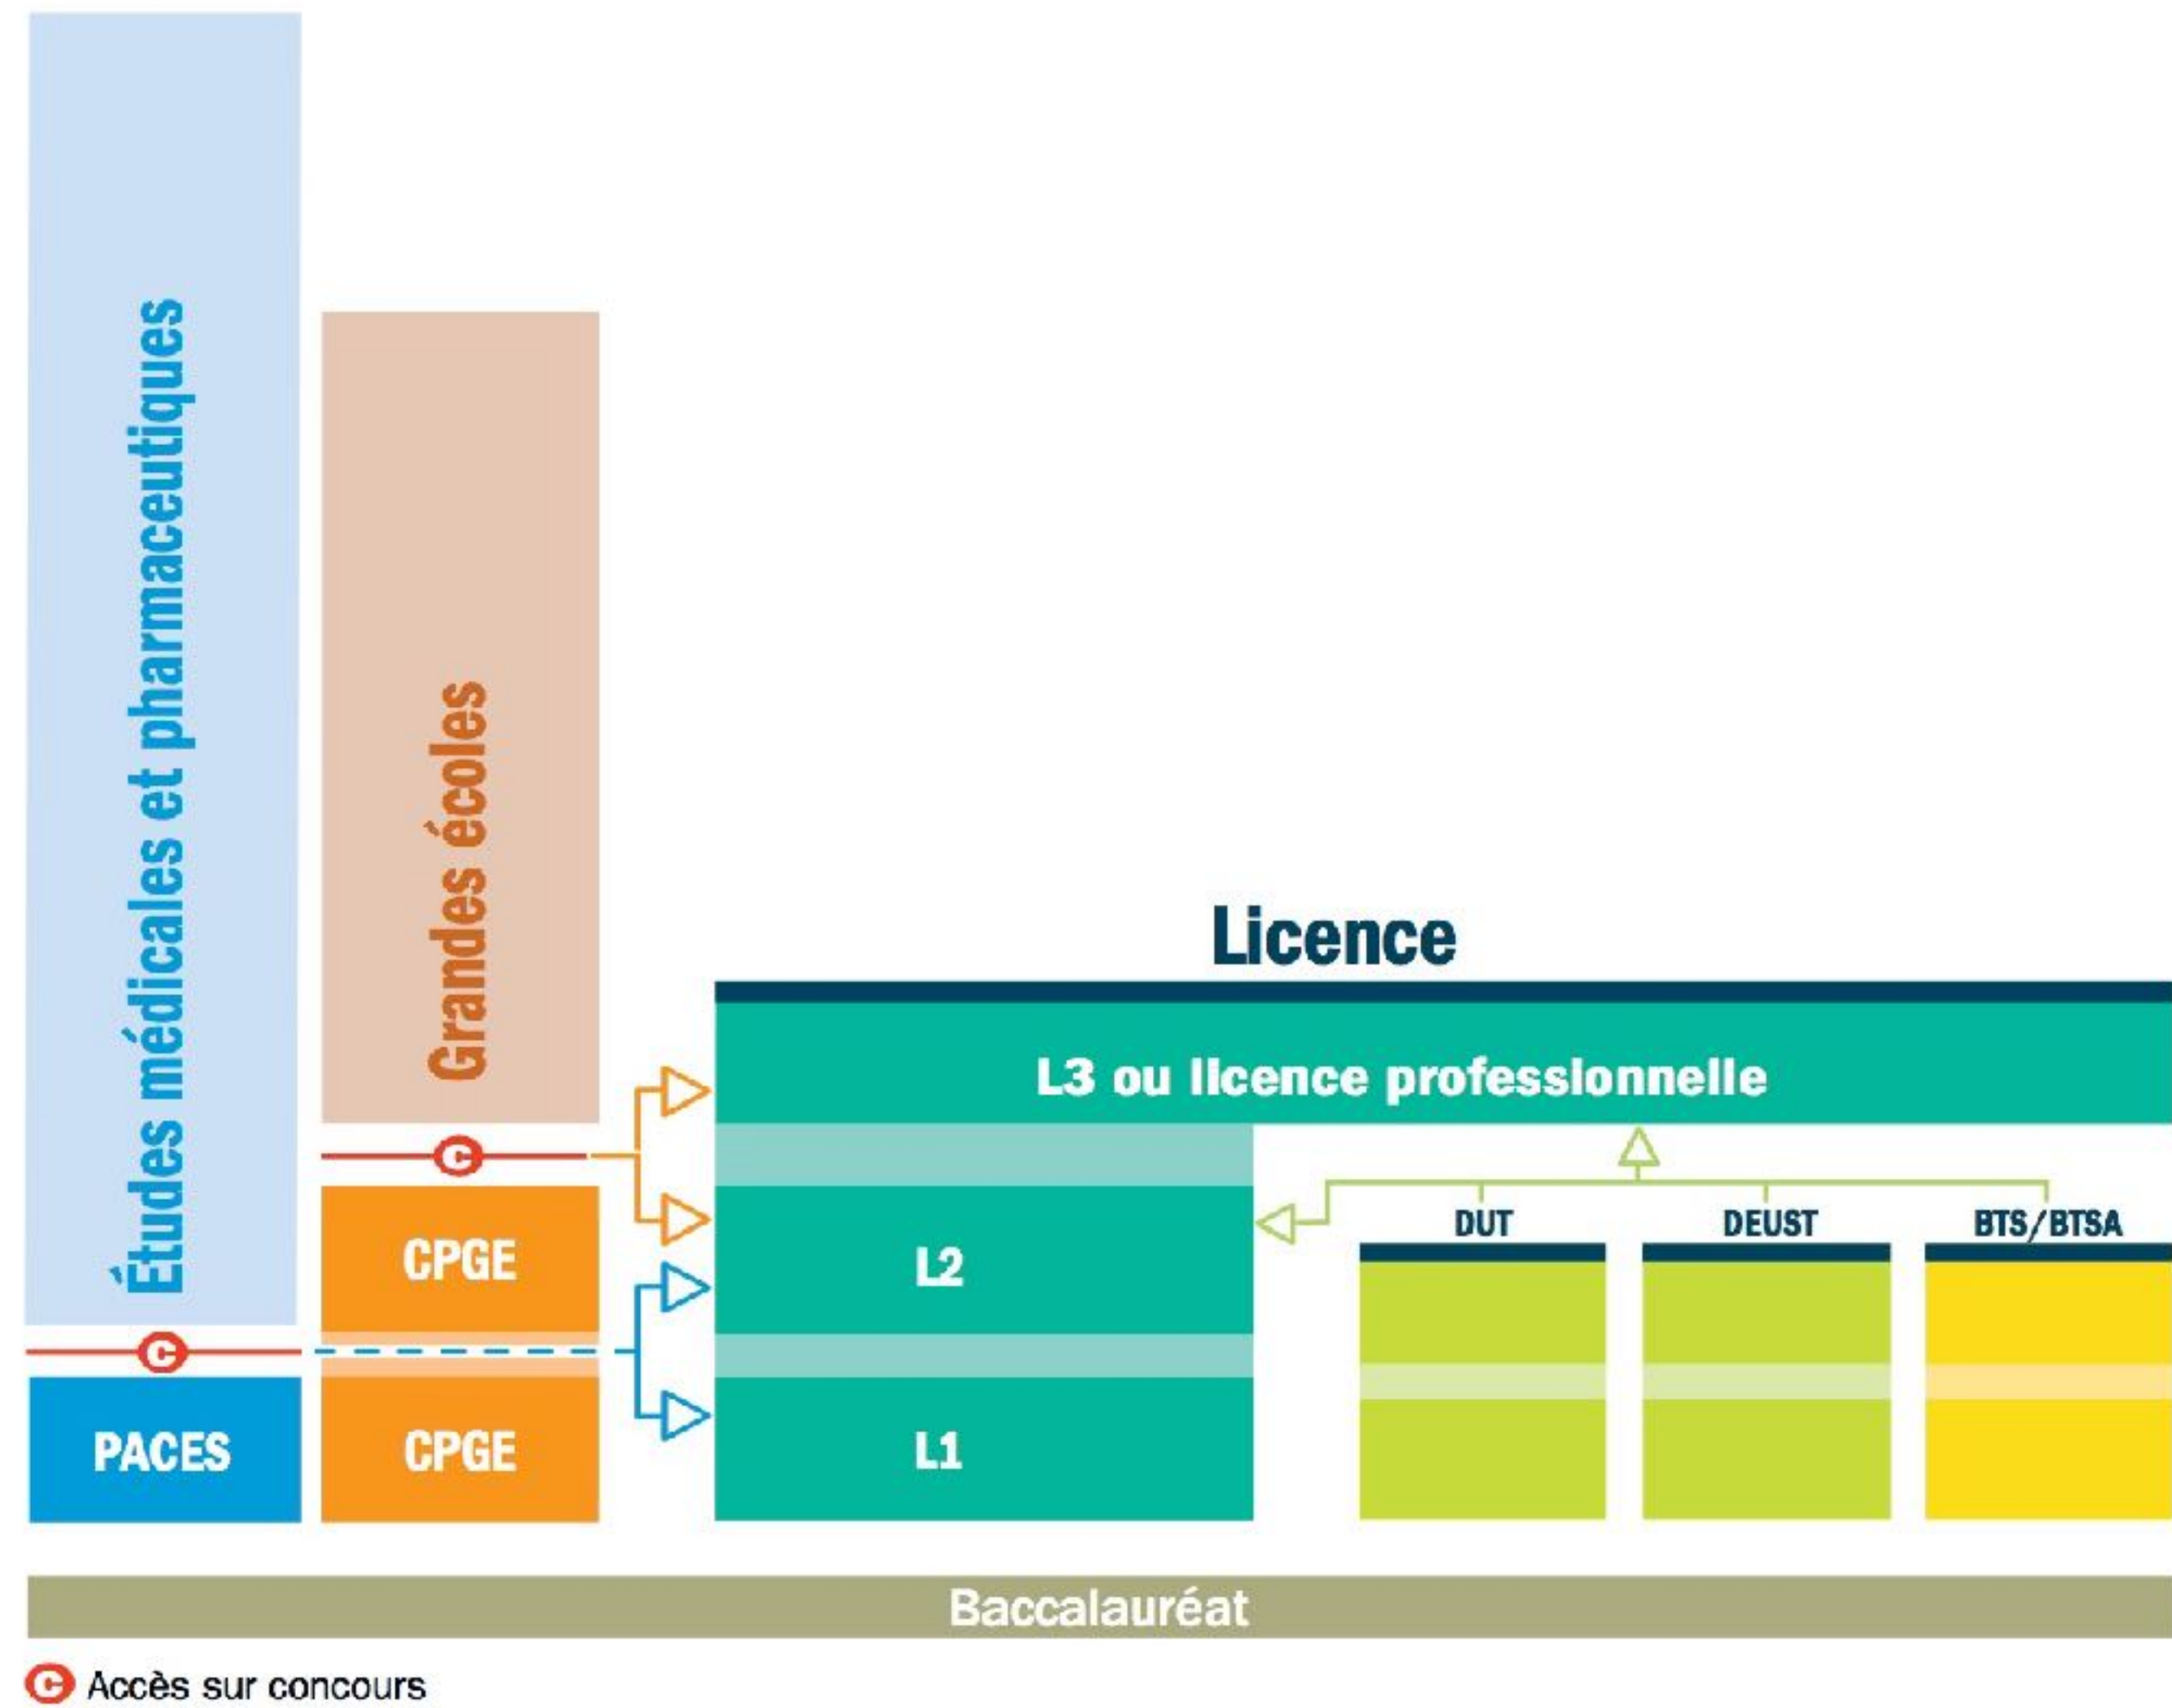 Études médicales et pharmaceutiques
Grandes écoles
Licence
L3 ou licence professionnelle
C
CPGE
L2
DUT
DEUST
BTS/BTSA
C
PACES
CPGE
L1
Baccalauréat
C Accès sur concours